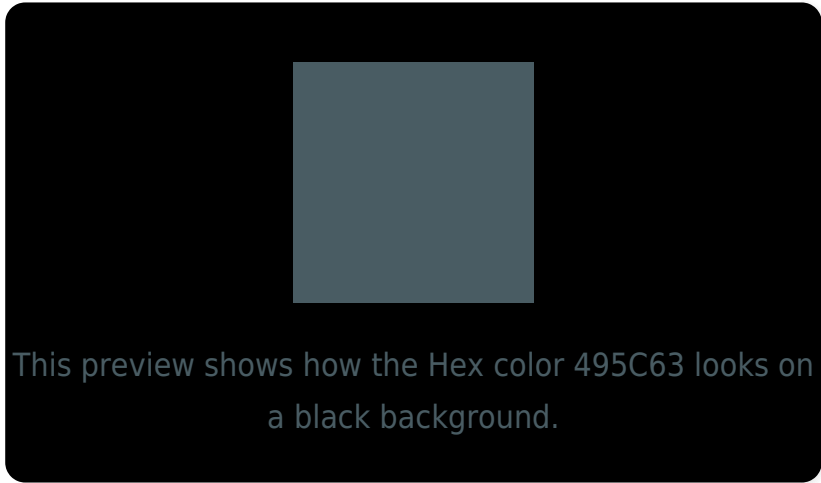 This preview shows how the Hex color 495C63 looks on
a black background.